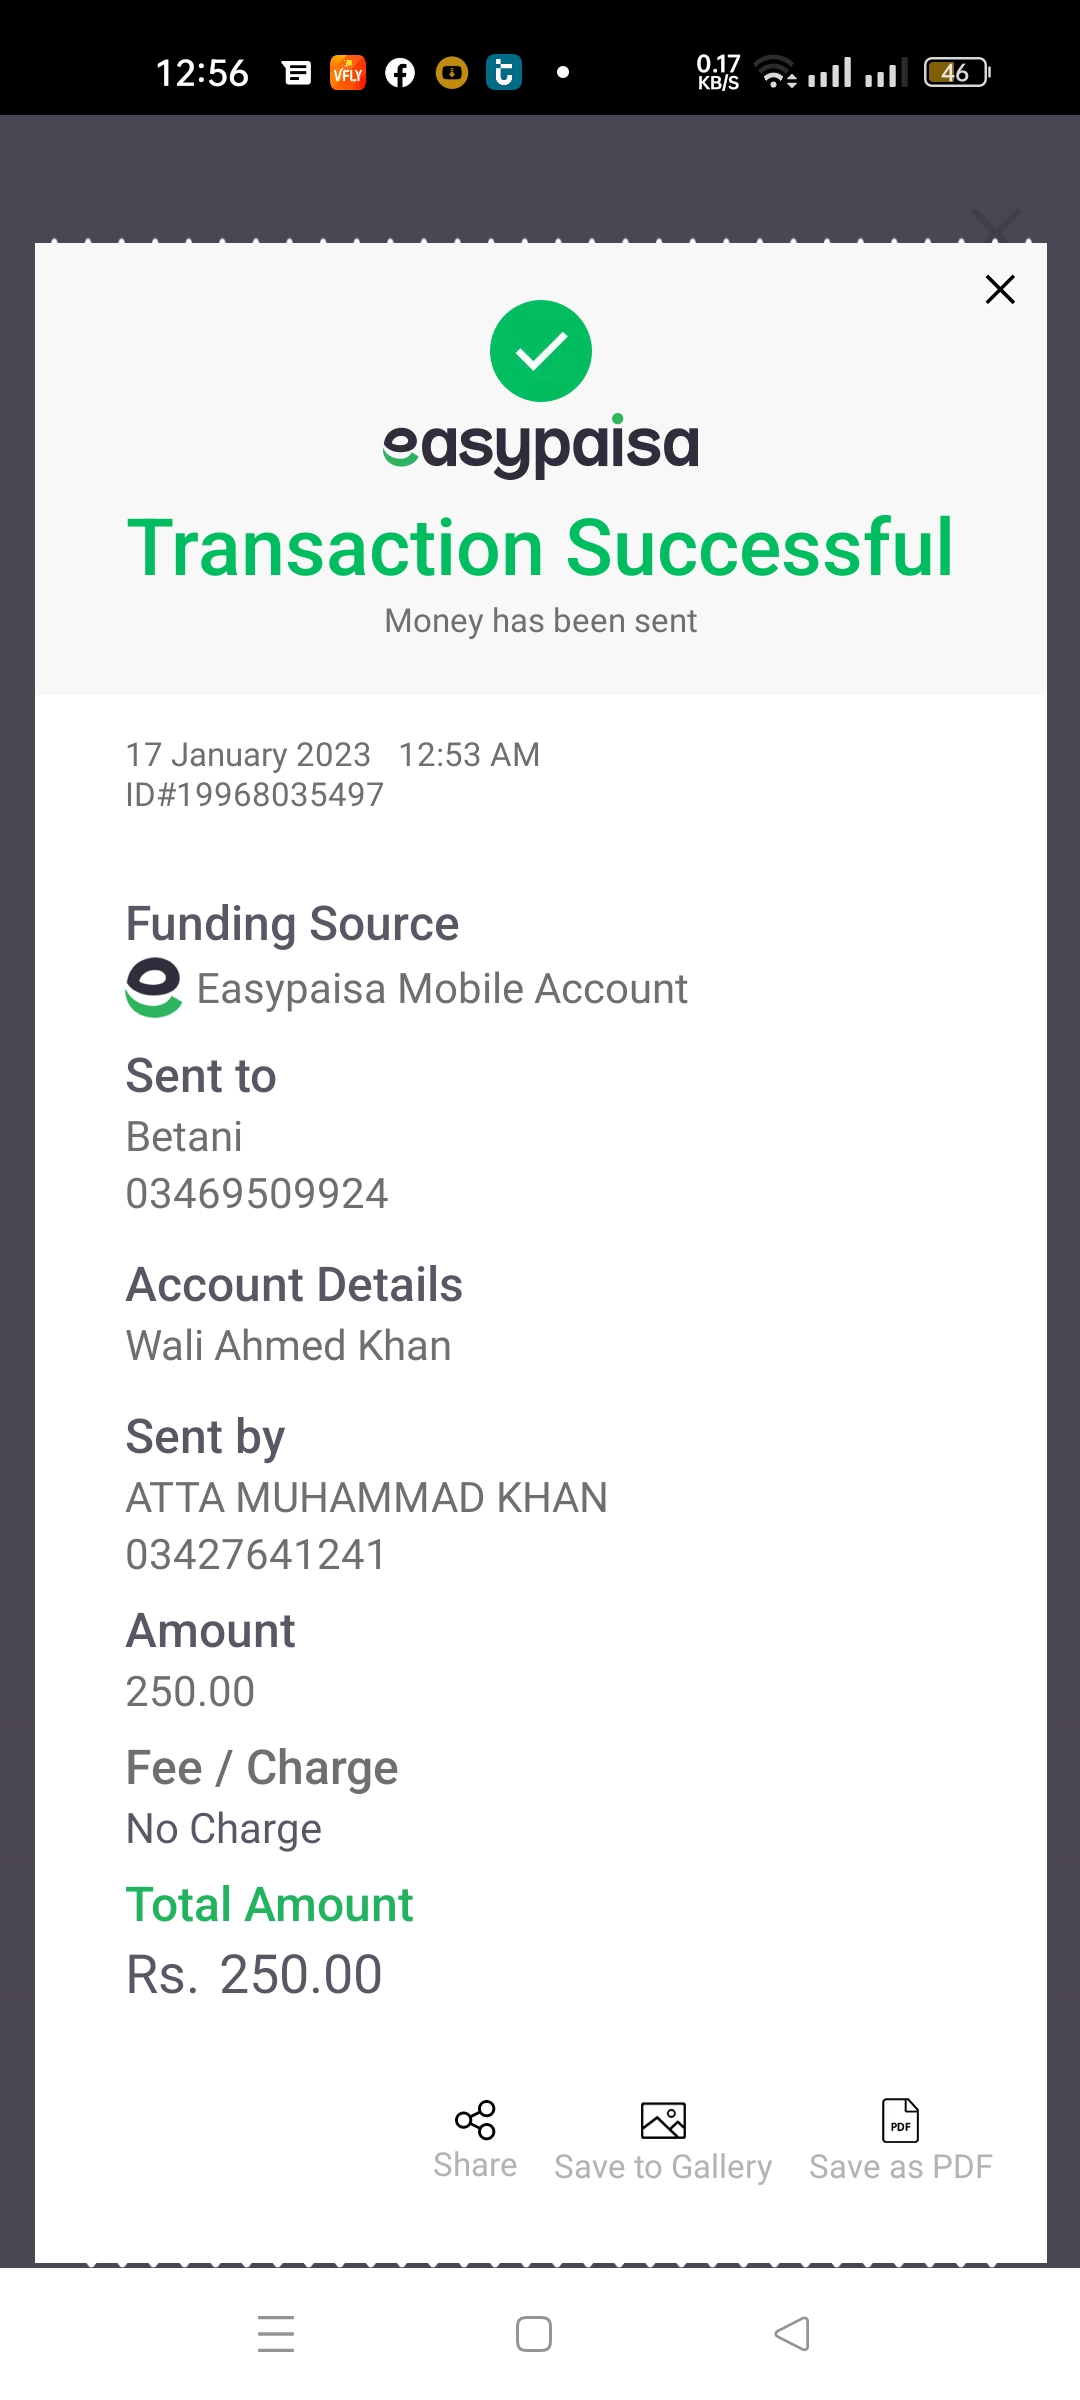 12:56 VFLY 0.17 KB/S 46
easypaisa
Transaction Successful
Money has been sent
17 January 2023 12:53 AM
ID#19968035497
Funding Source
Easypaisa Mobile Account
Sent to
Betani
03469509924
Account Details
Wali Ahmed Khan
Sent by
ATTA MUHAMMAD KHAN
03427641241
Amount
250.00
Fee / Charge
No Charge
Total Amount
Rs. 250.00
PDF
Share Save to Gallery Save as PDF